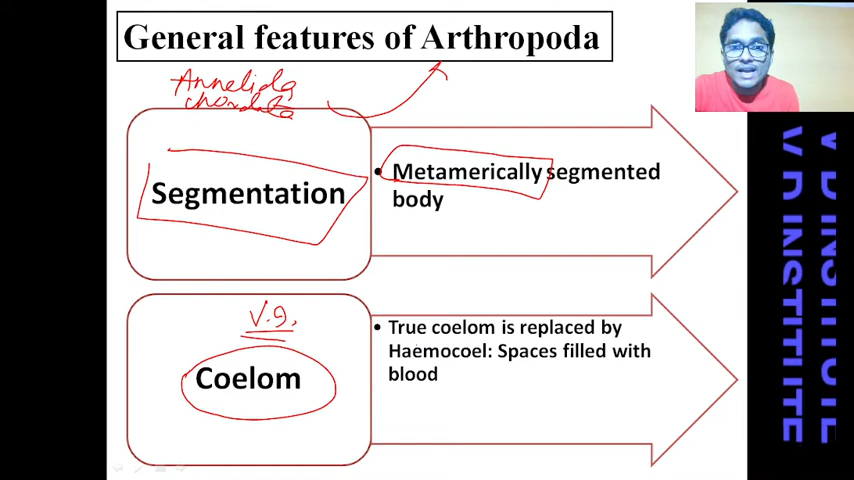 General features of Arthropoda
Annelida
chordata
Segmentation
• Metamerically segmented
body
V.g.
Coelom
• True coelom is replaced by
Haemocoel: Spaces filled with
blood
V D INSTITUTE
V D INSTITUTE